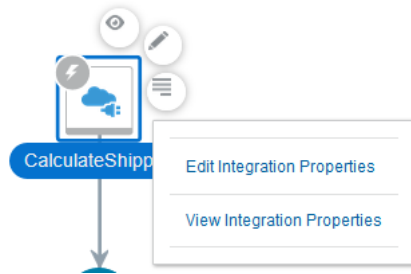 CalculateShipp
Edit Integration Properties
View Integration Properties